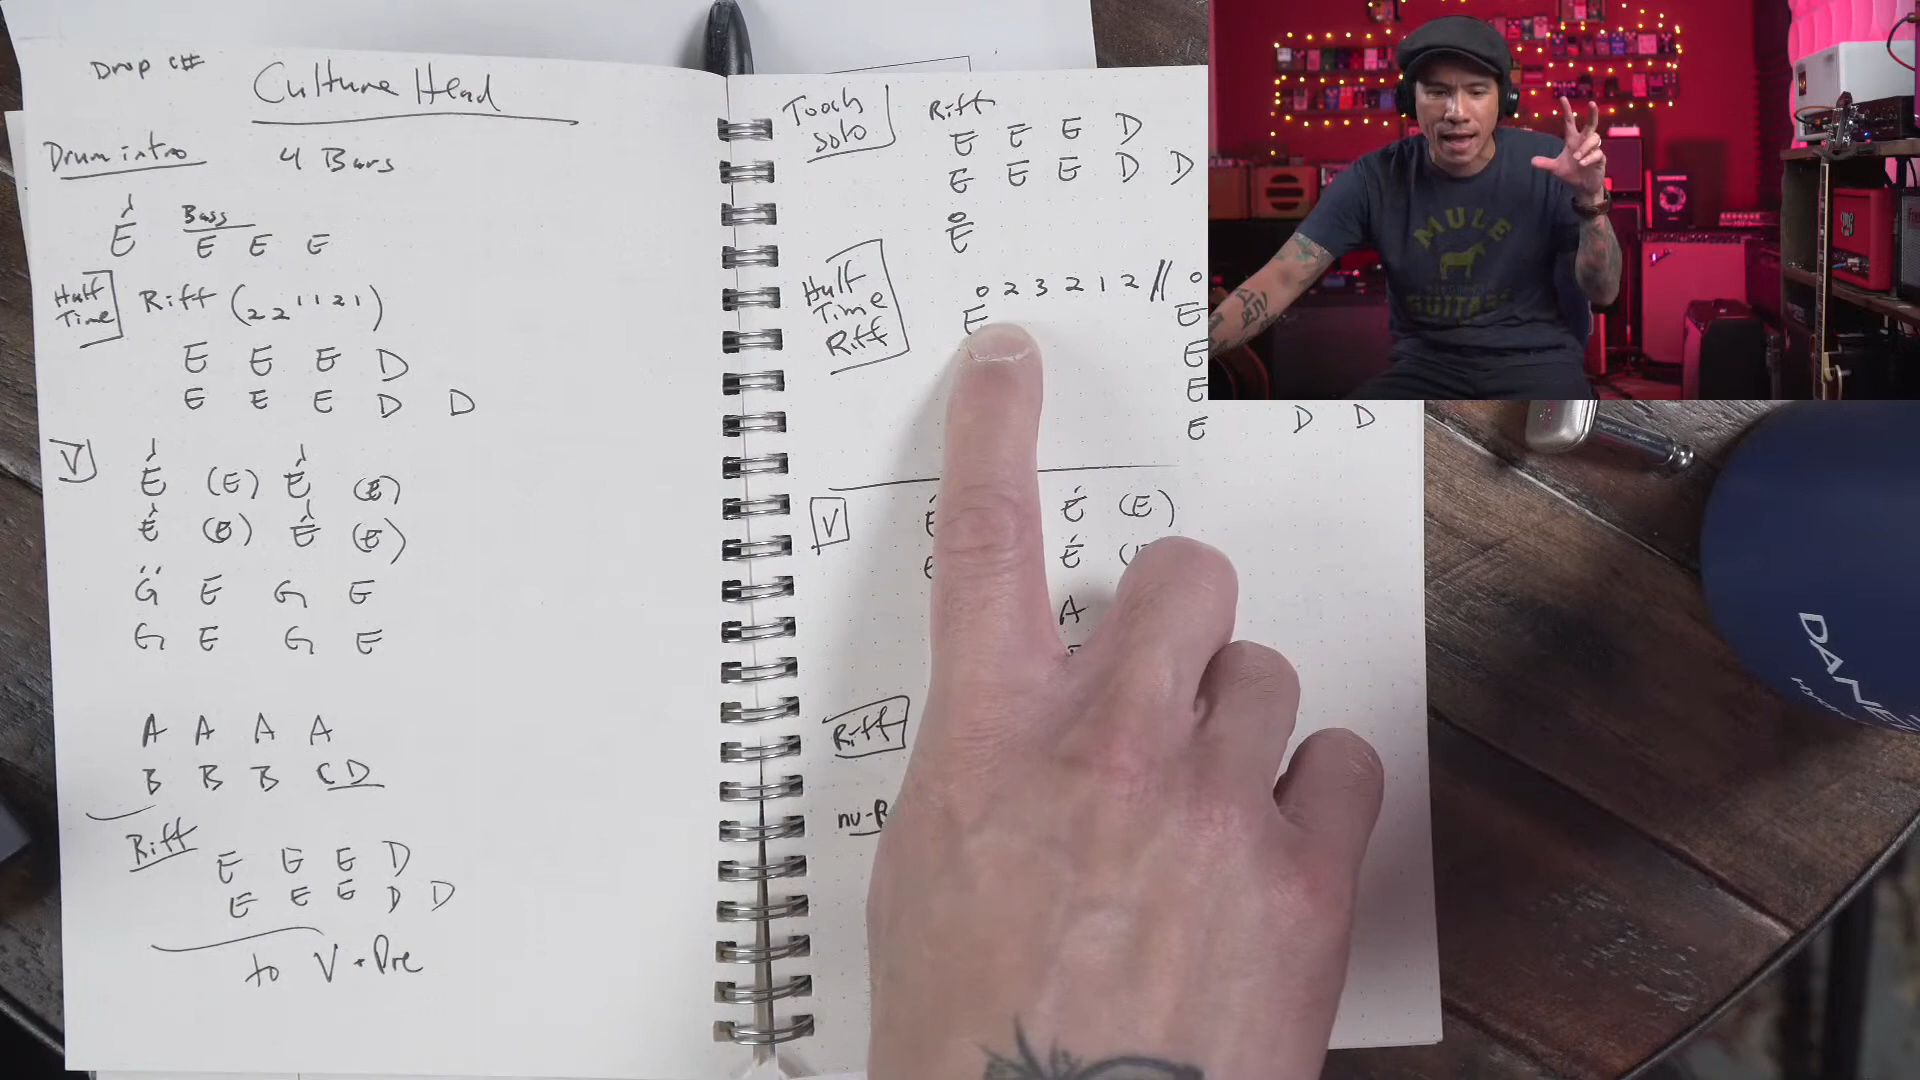 Drop C#
Culture Head
Drum intro 4 Bars
E Bass
E E E
Half Time
Riff (2 2 1 1 2 1)
E E E D
E E E D D
V
E (E) E (E)
E (E) E (E)
G E G E
G E G E
A A A A
B B B C D
Riff
E E E D
E E E D D
to V + Pre
Toosh Solo
Riff
E E E D
E E E D D
E
Half Time Riff
0 2 3 2 1 2 // 0
E E
E
E
E D D
V
E (E)
E
A
Riff
MULE
GUITARS